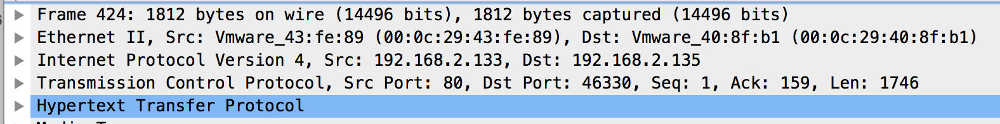 Frame 424: 1812 bytes on wire (14496 bits), 1812 bytes captured (14496 bits)
Ethernet II, Src: Vmware_43:fe:89 (00:0c:29:43:fe:89), Dst: Vmware_40:8f:b1 (00:0c:29:40:8f:b1)
Internet Protocol Version 4, Src: 192.168.2.133, Dst: 192.168.2.135
Transmission Control Protocol, Src Port: 80, Dst Port: 46330, Seq: 1, Ack: 159, Len: 1746
Hypertext Transfer Protocol